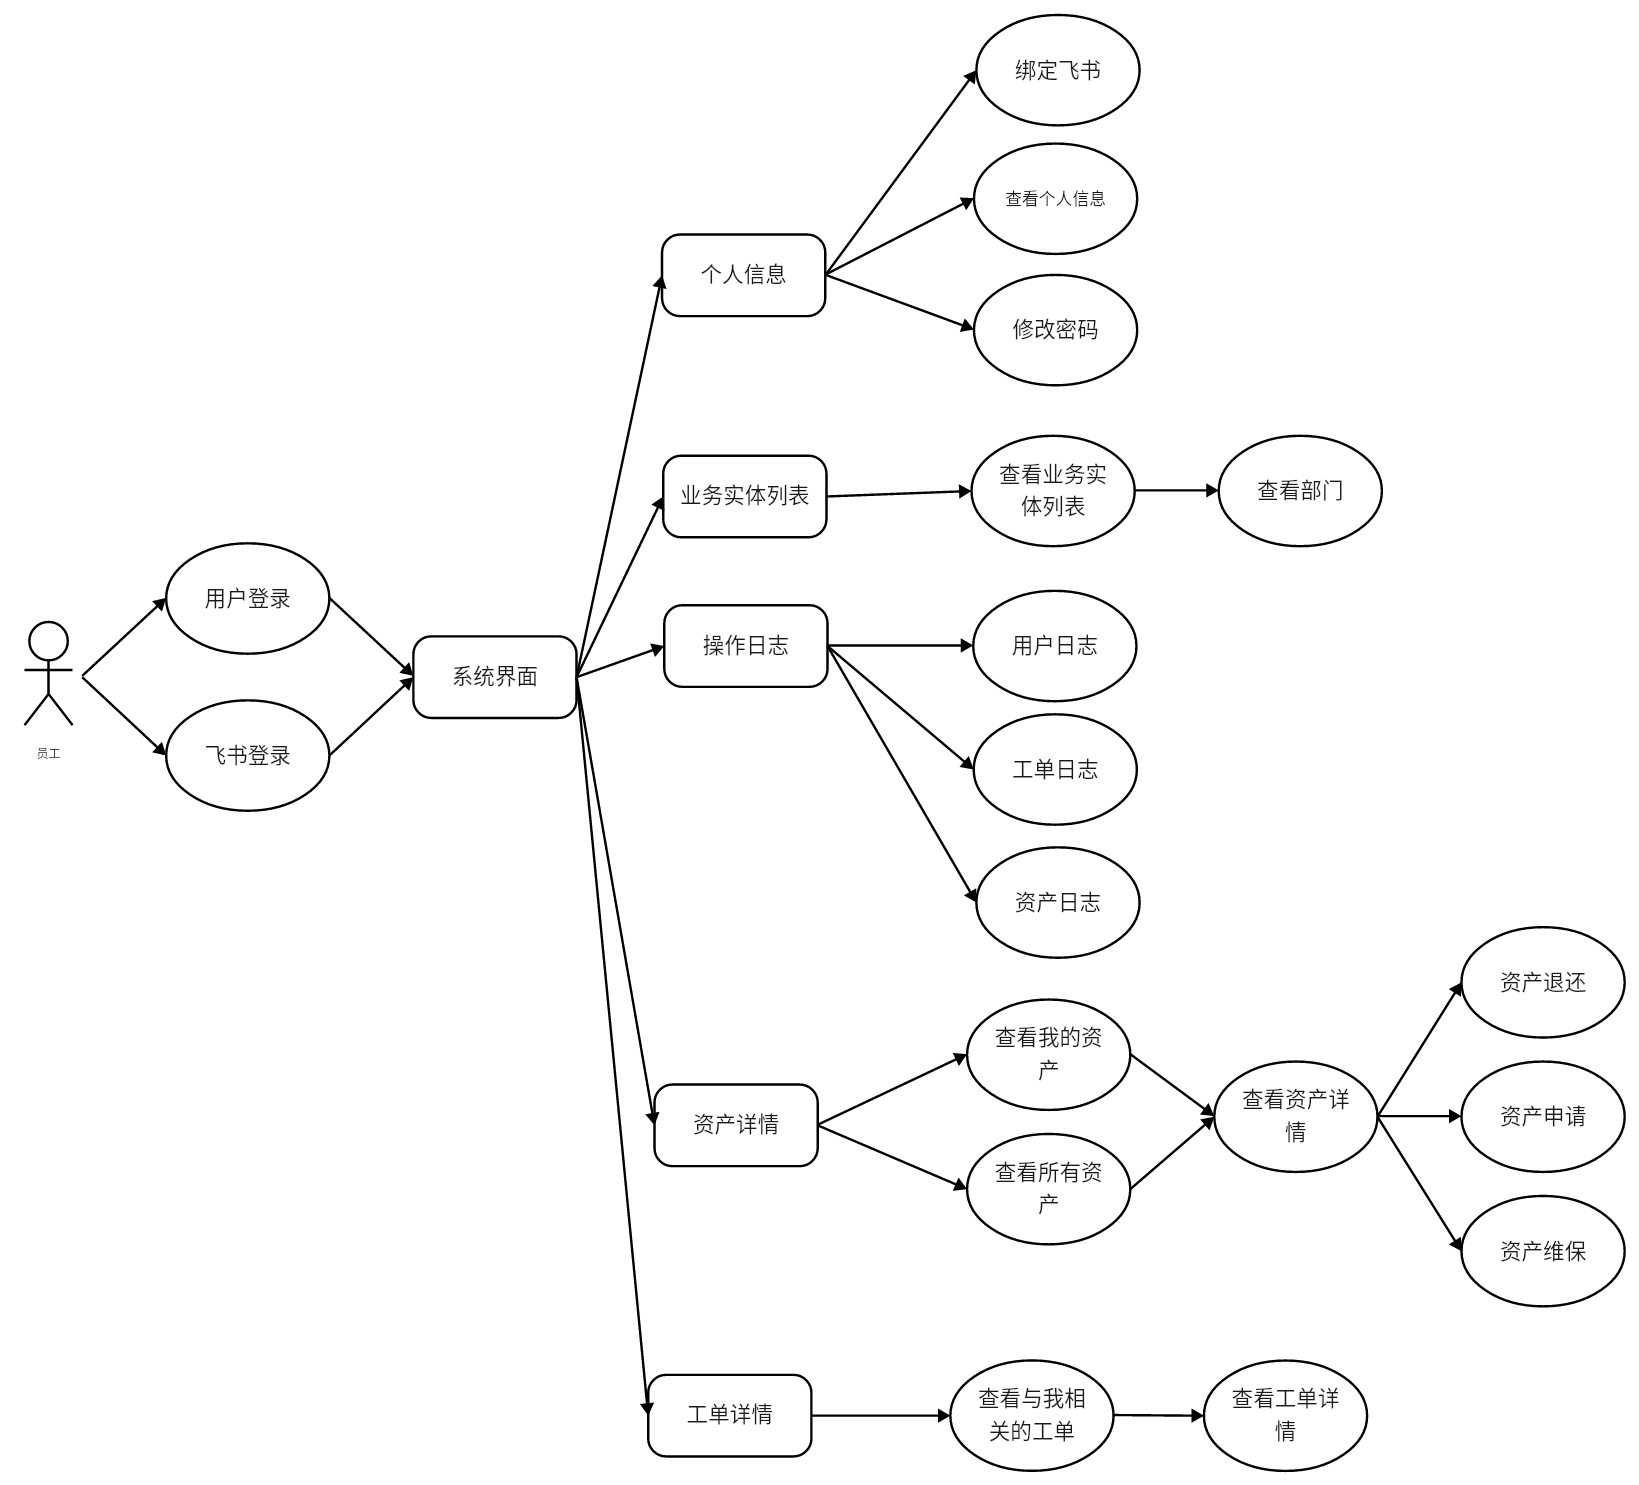 绑定飞书
查看个人信息
个人信息
修改密码
查看业务实
体列表
业务实体列表
查看部门
用户登录
操作日志
用户日志
系统界面
员工
飞书登录
工单日志
资产日志
资产退还
查看我的资
产
资产详情
查看资产详
情
资产申请
查看所有资
产
资产维保
工单详情
查看与我相
关的工单
查看工单详
情